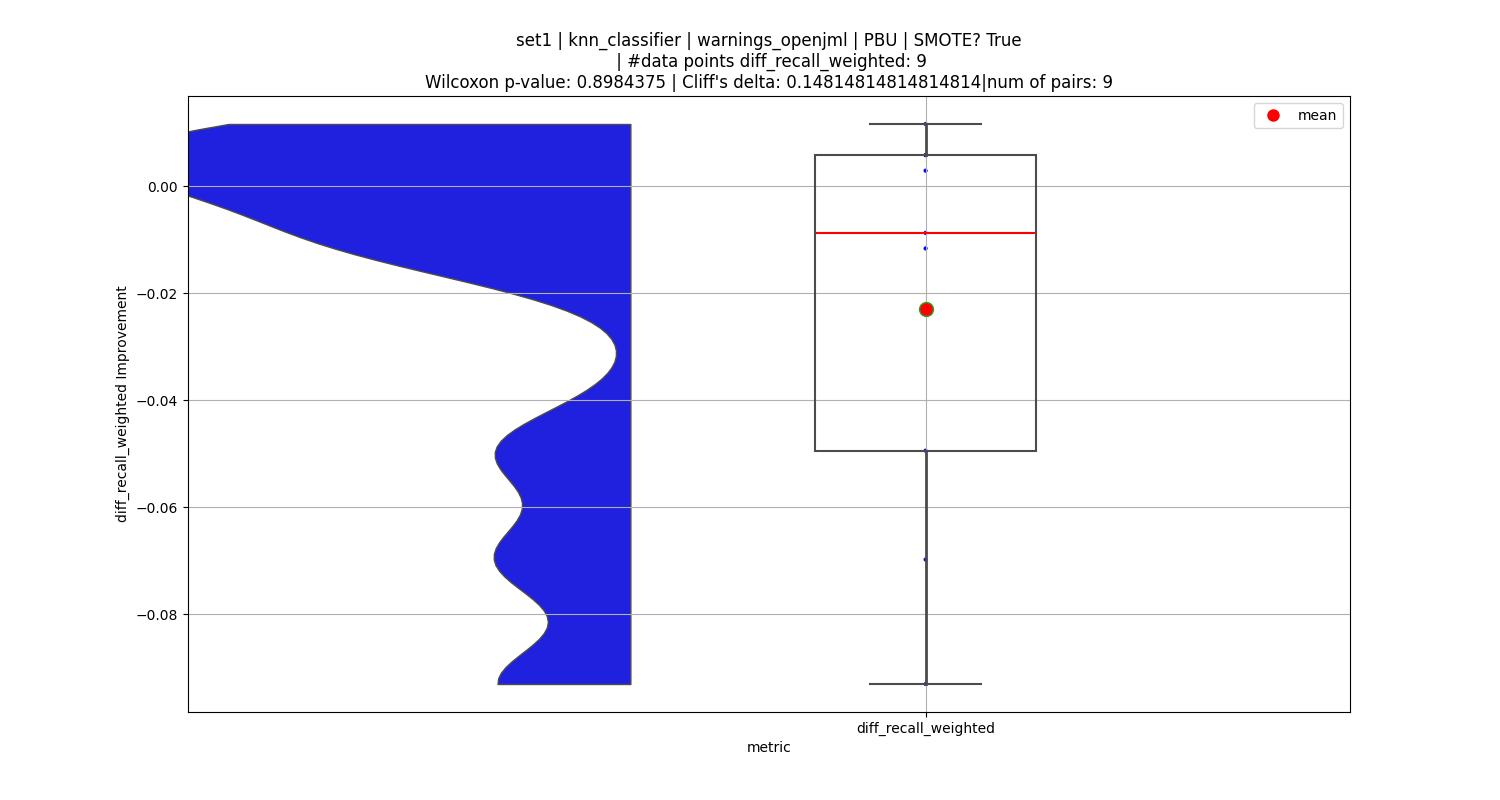 set1 | knn_classifier | warnings_openjml | PBU | SMOTE? True
| #data points diff_recall_weighted: 9
Wilcoxon p-value: 0.8984375 | Cliff's delta: 0.14814814814814814|num of pairs: 9
mean
0.00
−0.02
−0.04
−0.06
−0.08
diff_recall_weighted Improvement
diff_recall_weighted
metric